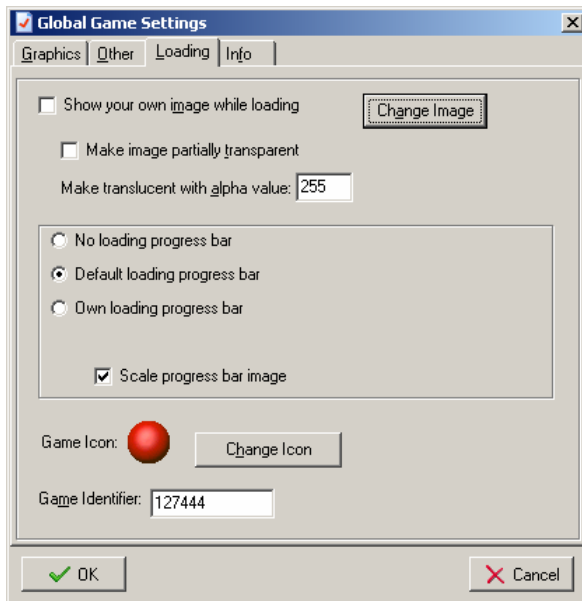 Global Game Settings
Graphics Other Loading Info
Show your own image while loading Change Image
Make image partially transparent
Make translucent with alpha value: 255
No loading progress bar
Default loading progress bar
Own loading progress bar
Scale progress bar image
Game Icon: Change Icon
Game Identifier: 127444
OK Cancel